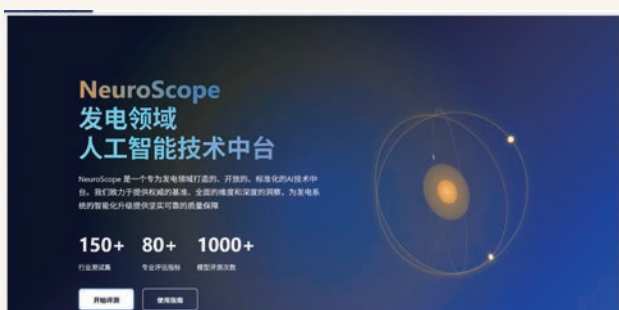 NeuroScope
发电领域
人工智能技术中台
NeuroScope 是一个专为发电领域打造的、开放的、标准化的AI技术中
台。我们致力于提供权威的基准、全面的维度和深度的洞察，为发电系
统的智能化升级提供坚实可靠的质量保障
150+ 80+ 1000+
行业测试集 专业评估指标 模型评测次数
开始评测 使用指南